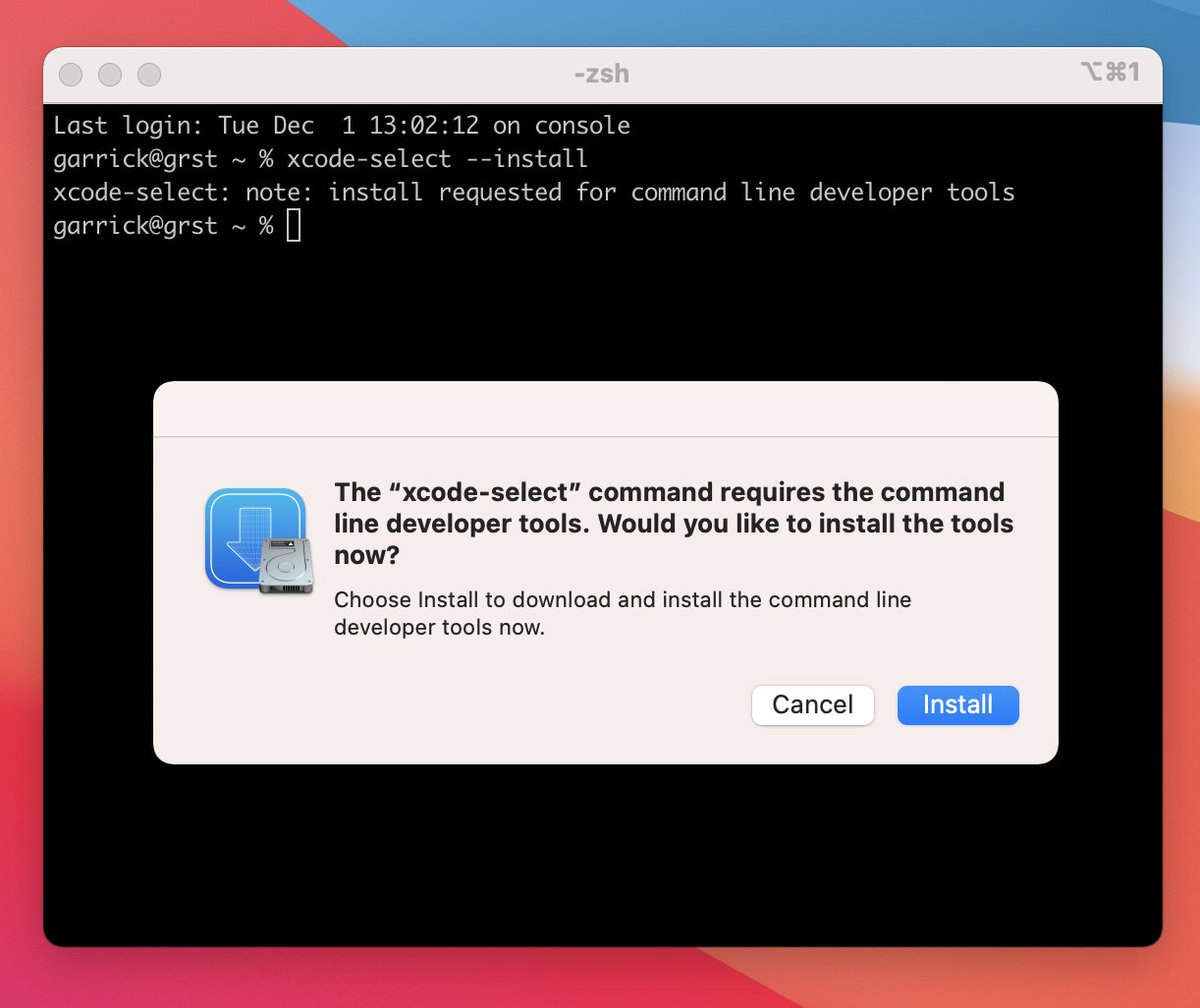 -zsh
⌥⌘1
Last login: Tue Dec  1 13:02:12 on console
garrick@grst ~ % xcode-select --install
xcode-select: note: install requested for command line developer tools
garrick@grst ~ %
The “xcode-select” command requires the command
line developer tools. Would you like to install the tools
now?
Choose Install to download and install the command line
developer tools now.
Cancel
Install